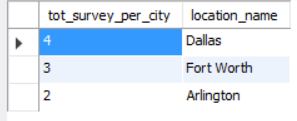 tot_survey_per_city location_name
4 Dallas
3 Fort Worth
2 Arlington